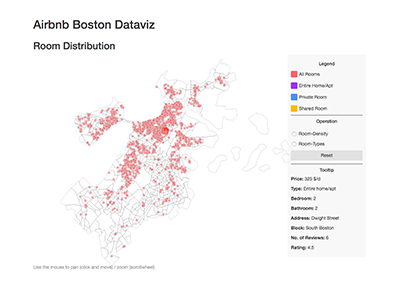 Airbnb Boston Dataviz
Room Distribution
Legend
All Rooms
Entire Home/Apt
Private Room
Shared Room
Operation
Room-Density
Room-Types
Reset
Tooltip
Price: 325 $/d
Type: Entire home/apt
Bedroom: 2
Bathroom: 2
Address: Dwight Street
Block: South Boston
No. of Reviews: 6
Rating: 4.5
Use the mouse to pan (click and move) / zoom (scrollwheel)